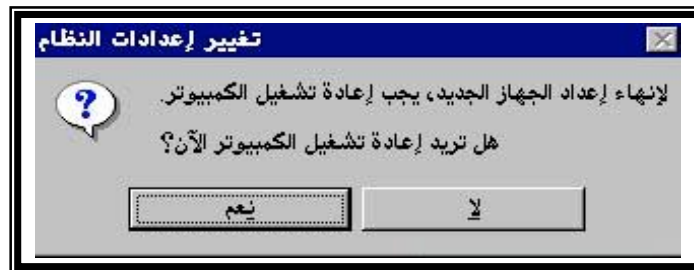 تغيير إعدادات النظام
لإنهاء إعداد الجهاز الجديد، يجب إعادة تشغيل الكمبيوتر.
هل تريد إعادة تشغيل الكمبيوتر الآن؟
نعم
لا